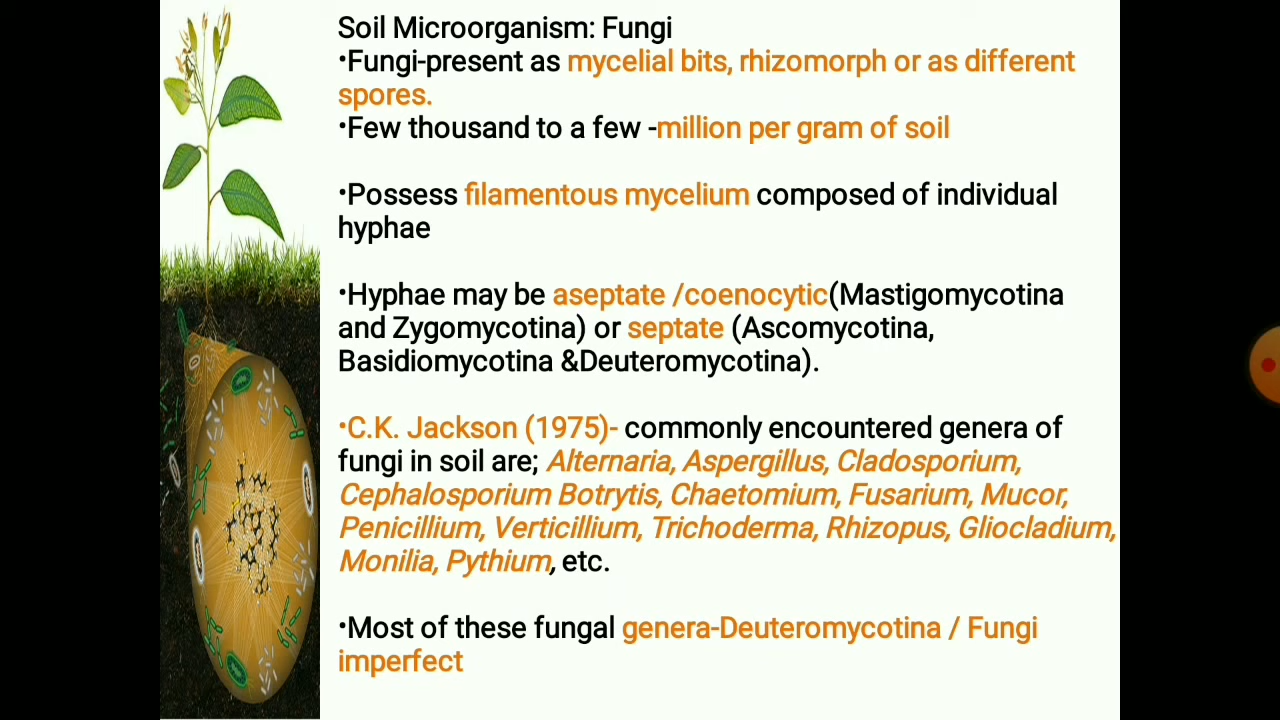 Soil Microorganism: Fungi
•Fungi-present as mycelial bits, rhizomorph or as different
spores.
•Few thousand to a few -million per gram of soil
•Possess filamentous mycelium composed of individual
hyphae
•Hyphae may be aseptate /coenocytic(Mastigomycotina
and Zygomycotina) or septate (Ascomycotina,
Basidiomycotina &Deuteromycotina).
•C.K. Jackson (1975)- commonly encountered genera of
fungi in soil are; Alternaria, Aspergillus, Cladosporium,
Cephalosporium Botrytis, Chaetomium, Fusarium, Mucor,
Penicillium, Verticillium, Trichoderma, Rhizopus, Gliocladium,
Monilia, Pythium, etc.
•Most of these fungal genera-Deuteromycotina / Fungi
imperfect